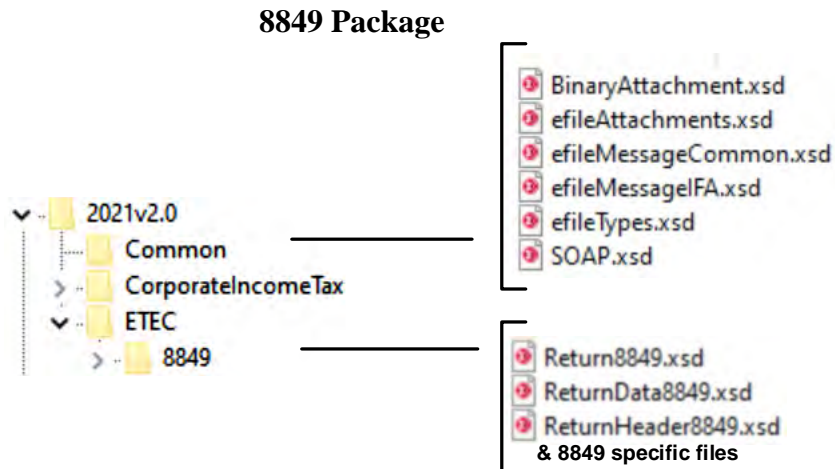 8849 Package
BinaryAttachment.xsd
efileAttachments.xsd
efileMessageCommon.xsd
efileMessageIFA.xsd
efileTypes.xsd
SOAP.xsd
2021v2.0
Common
CorporateIncomeTax
ETEC
8849
Return8849.xsd
ReturnData8849.xsd
ReturnHeader8849.xsd
& 8849 specific files